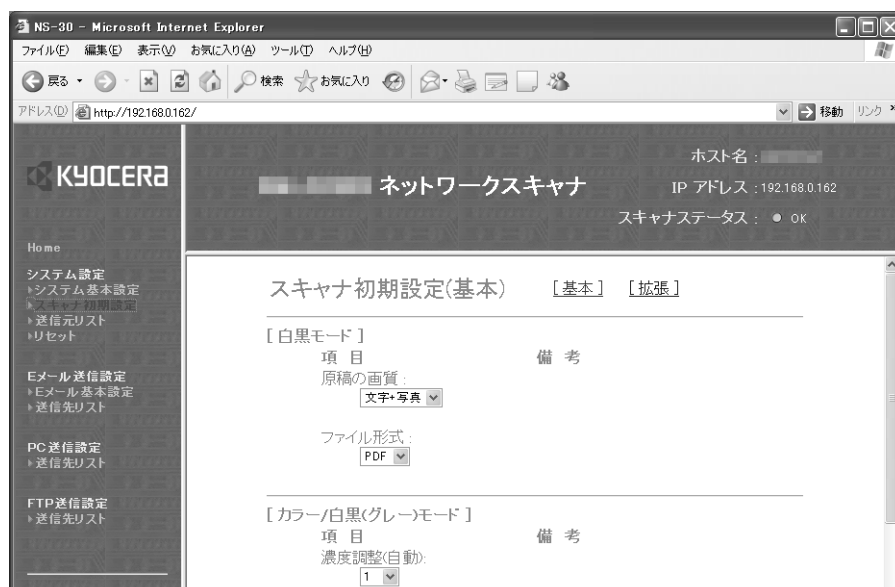 NS-30 - Microsoft Internet Explorer
ファイル(F) 編集(E) 表示(V) お気に入り(A) ツール(T) ヘルプ(H)
戻る 検索 お気に入り
アドレス(D) http://192.168.0.162/ 移動 リンク »
KYOCERA
ネットワークスキャナ
ホスト名 :
IP アドレス : 192.168.0.162
スキャナステータス : OK
Home
システム設定
システム基本設定
スキャナ初期設定
送信元リスト
リセット
Eメール送信設定
Eメール基本設定
送信先リスト
PC送信設定
送信先リスト
FTP送信設定
送信先リスト
スキャナ初期設定(基本) [基本] [拡張]
[白黒モード]
項 目 備 考
原稿の画質 :
文字+写真
ファイル形式 :
PDF
[カラー/白黒(グレー)モード]
項 目 備 考
濃度調整(自動):
1